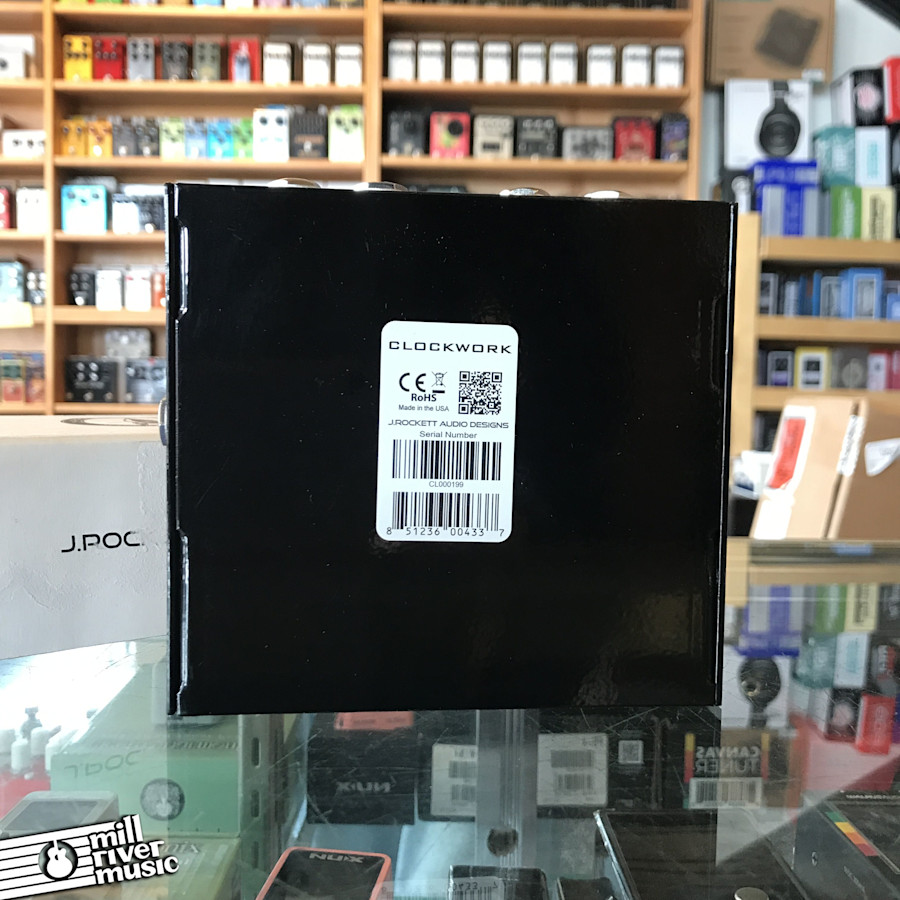 CLOCKWORK
CE
RoHS
Made in the USA
J.ROCKETT AUDIO DESIGNS
Serial Number
CL000199
8 51236 00433 7
J.ROC.
CANVAS
TUNER
NUX
NUX
mill
river
music